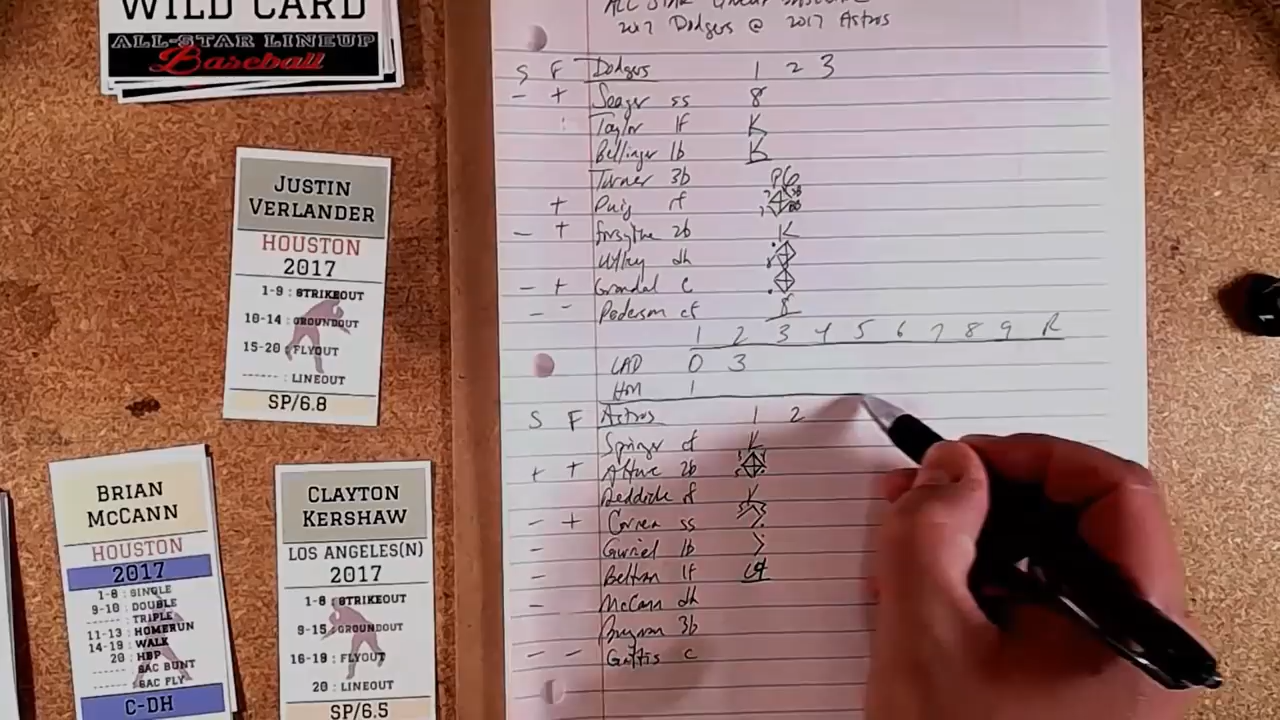 WILD CARD
ALL-STAR LINEUP
Baseball
JUSTIN
VERLANDER
HOUSTON
2017
1-9 : STRIKEOUT
10-14 : GROUNDOUT
15-20 : FLYOUT
------ : LINEOUT
SP/6.8
BRIAN
McCANN
HOUSTON
2017
1-8 : SINGLE
9-10 : DOUBLE
------ : TRIPLE
11-13 : HOMERUN
14-19 : WALK
20 : HBP
------ : SAC BUNT
------ : SAC FLY
C-DH
CLAYTON
KERSHAW
LOS ANGELES(N)
2017
1-8 : STRIKEOUT
9-15 : GROUNDOUT
16-19 : FLYOUT
20 : LINEOUT
SP/6.5
All Star Lineup
2017 Dodgers @ 2017 Astros
S F Dodgers 1 2 3
- + Seager ss 8
Taylor lf K
Bellinger 1b K
Turner 3b P6
+ Puig rf
- + Forsythe 2b K
Utley dh
- + Grandal c
- - Pederson cf 8
1 2 3 4 5 6 7 8 9 R
LAD 0 3
HOU 1
S F Astros 1 2
Springer cf K
+ + Altuve 2b
Reddick rf K
- + Correa ss
- Gurriel 1b
- Beltran lf
- McCann dh
Bregman 3b
- - Gattis c